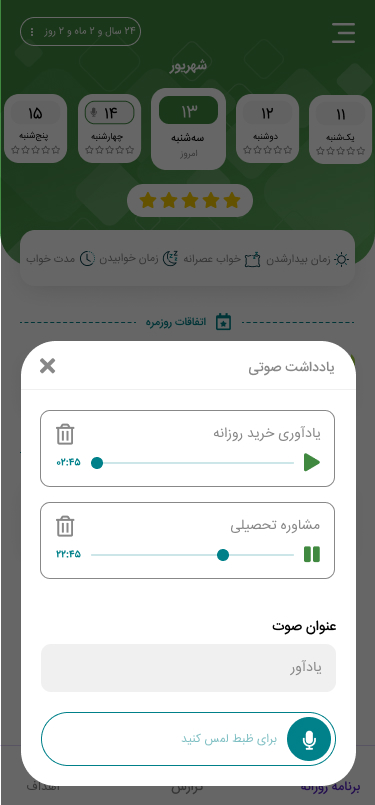 ۲۴ سال و ۲ ماه و ۲ روز
شهریور
۱۱
یک‌شنبه
۱۲
دوشنبه
۱۳
سه‌شنبه
امروز
۱۴
چهارشنبه
۱۵
پنج‌شنبه
زمان بیدارشدن
خواب عصرانه
زمان خوابیدن
مدت خواب
اتفاقات روزمره
یادداشت صوتی
یادآوری خرید روزانه
۰۲:۴۵
مشاوره تحصیلی
۲۲:۴۵
عنوان صوت
یادآور
برای ظبط لمس کنید
برنامه روزانه
گزارش
اهداف